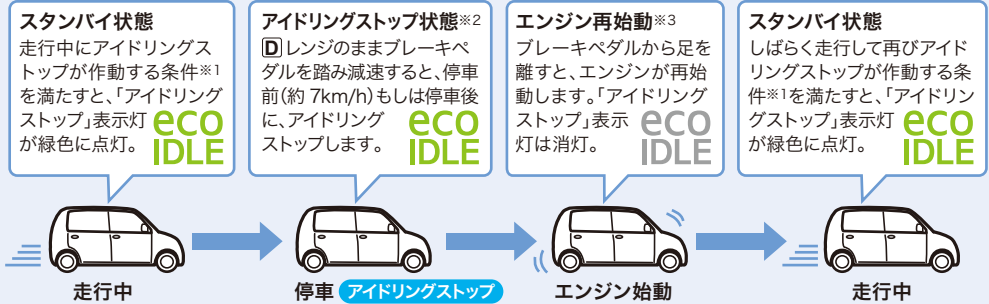 スタンバイ状態
走行中にアイドリングス
トップが作動する条件※1
を満たすと、「アイドリング
ストップ」表示灯
が緑色に点灯。
eco
IDLE
アイドリングストップ状態※2
Dレンジのままブレーキペ
ダルを踏み減速すると、停車
前(約 7km/h)もしは停車後
に、アイドリング
ストップします。
eco
IDLE
エンジン再始動※3
ブレーキペダルから足を
離すと、エンジンが再始
動します。「アイドリング
ストップ」表示
灯は消灯。
eco
IDLE
スタンバイ状態
しばらく走行して再びアイド
リングストップが作動する条
件※1を満たすと、「アイドリン
グストップ」表示灯
が緑色に点灯。
eco
IDLE
走行中
停車 アイドリングストップ
エンジン始動
走行中